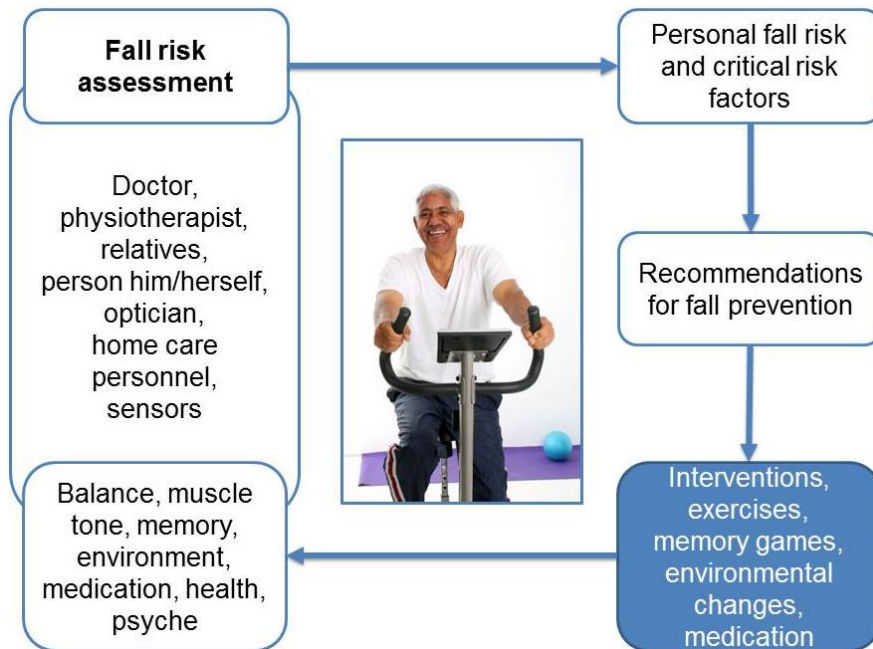 Fall risk
assessment
Doctor,
physiotherapist,
relatives,
person him/herself,
optician,
home care
personnel,
sensors
Balance, muscle
tone, memory,
environment,
medication, health,
psyche
Personal fall risk
and critical risk
factors
Recommendations
for fall prevention
Interventions,
exercises,
memory games,
environmental
changes,
medication